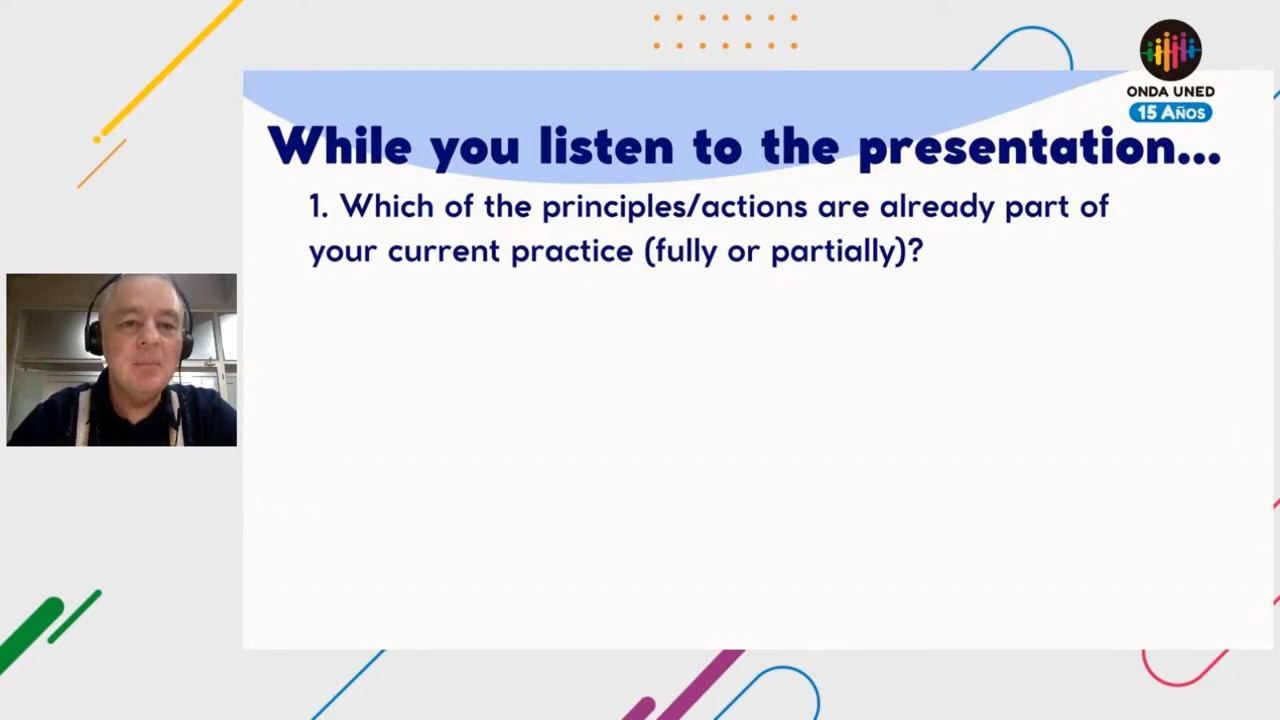 ONDA UNED
15 AÑOS
While you listen to the presentation...
1. Which of the principles/actions are already part of
your current practice (fully or partially)?